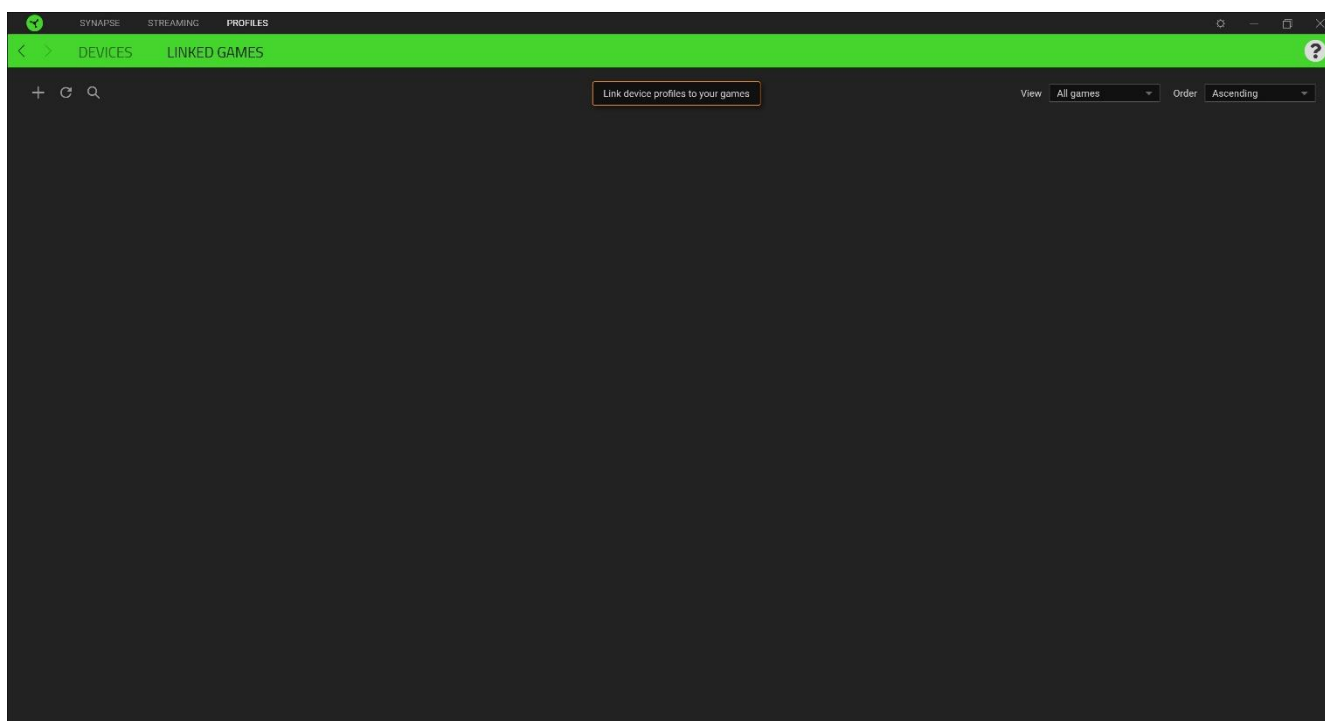 SYNAPSE STREAMING PROFILES
DEVICES LINKED GAMES ?
Link device profiles to your games View All games Order Ascending